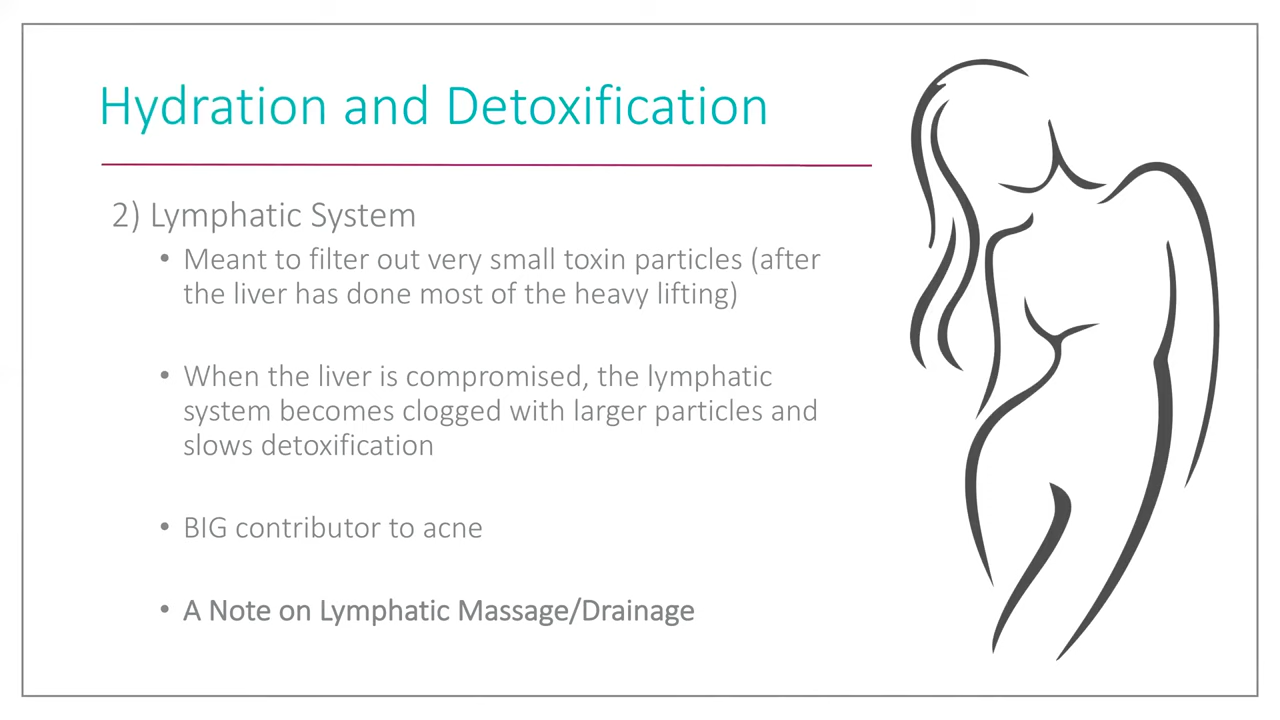 Hydration and Detoxification
2) Lymphatic System
• Meant to filter out very small toxin particles (after
the liver has done most of the heavy lifting)
• When the liver is compromised, the lymphatic
system becomes clogged with larger particles and
slows detoxification
• BIG contributor to acne
• A Note on Lymphatic Massage/Drainage